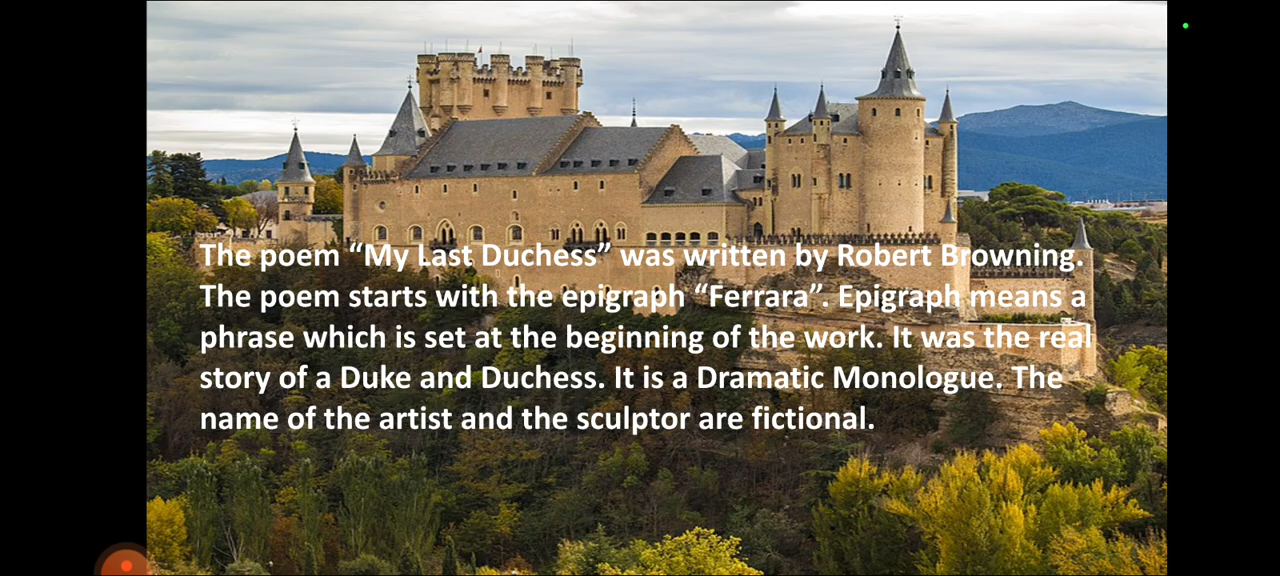 The poem “My Last Duchess” was written by Robert Browning.
The poem starts with the epigraph “Ferrara”. Epigraph means a
phrase which is set at the beginning of the work. It was the real
story of a Duke and Duchess. It is a Dramatic Monologue. The
name of the artist and the sculptor are fictional.